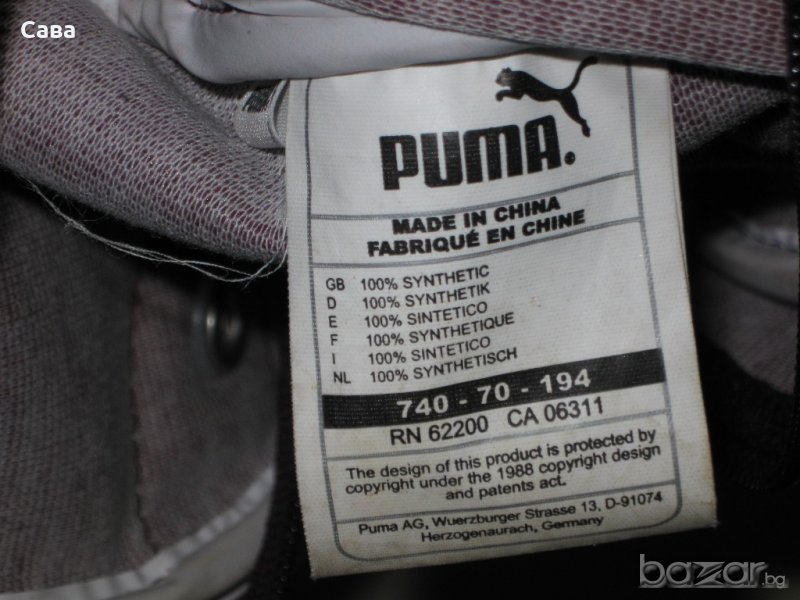 Сава
PUMA.
MADE IN CHINA
FABRIQUÉ EN CHINE
GB 100% SYNTHETIC
D 100% SYNTHETIK
E 100% SINTETICO
F 100% SYNTHETIQUE
I 100% SINTETICO
NL 100% SYNTHETISCH
740 - 70 - 194
RN 62200 CA 06311
The design of this product is protected by
copyright under the 1988 copyright design
and patents act.
Puma AG, Wuerzburger Strasse 13, D-91074
Herzogenaurach, Germany
bazar.bg